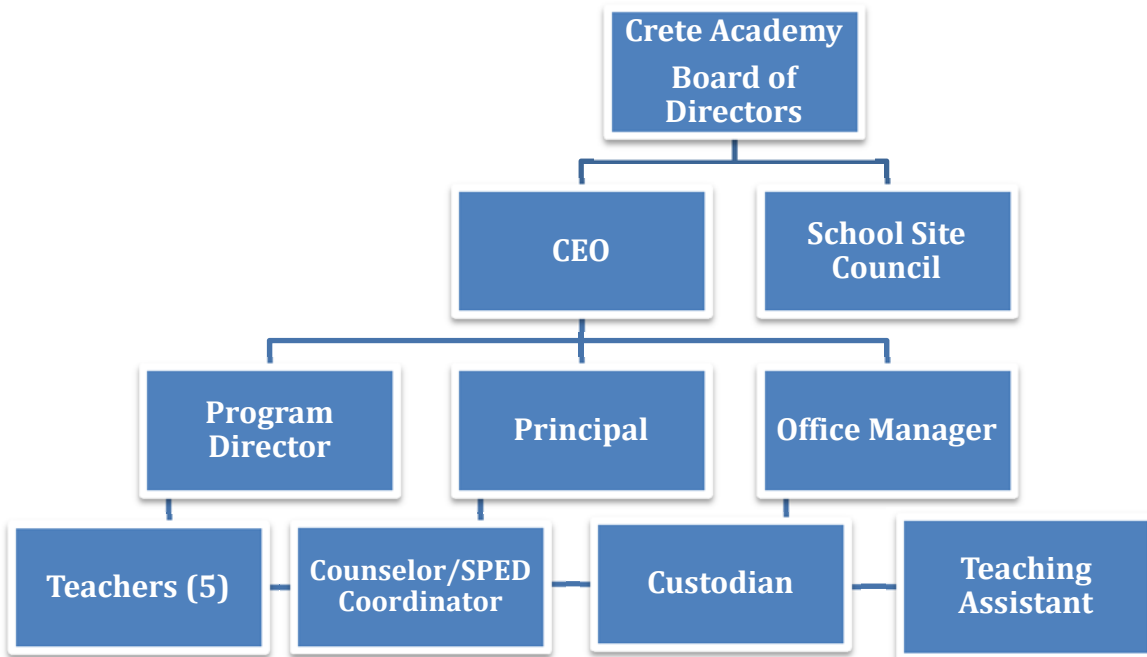 Crete Academy
Board of
Directors
CEO
School Site
Council
Program
Director
Principal
Office Manager
Teachers (5)
Counselor/SPED
Coordinator
Custodian
Teaching
Assistant